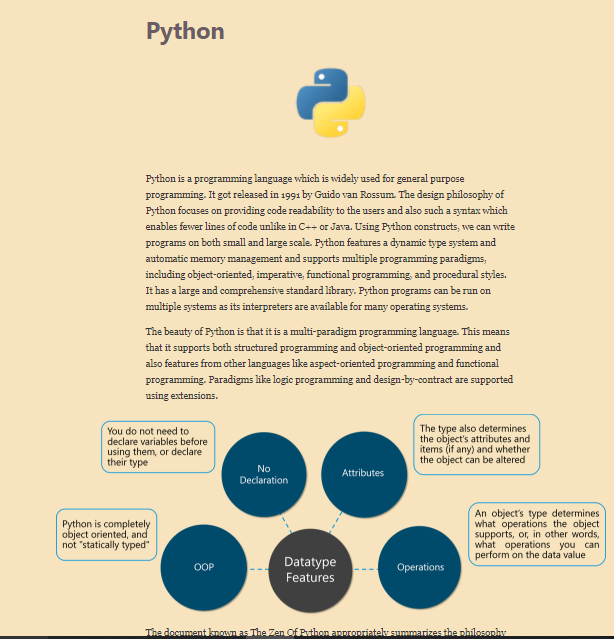 Python
Python is a programming language which is widely used for general purpose
programming. It got released in 1991 by Guido van Rossum. The design philosophy of
Python focuses on providing code readability to the users and also such a syntax which
enables fewer lines of code unlike in C++ or Java. Using Python constructs, we can write
programs on both small and large scale. Python features a dynamic type system and
automatic memory management and supports multiple programming paradigms,
including object-oriented, imperative, functional programming, and procedural styles.
It has a large and comprehensive standard library. Python programs can be run on
multiple systems as its interpreters are available for many operating systems.
The beauty of Python is that it is a multi-paradigm programming language. This means
that it supports both structured programming and object-oriented programming and
also features from other languages like aspect-oriented programming and functional
programming. Paradigms like logic programming and design-by-contract are supported
using extensions.
You do not need to
declare variables before
using them, or declare
their type
No
Declaration
Attributes
The type also determines
the object's attributes and
items (if any) and whether
the object can be altered
Python is completely
object oriented, and
not "statically typed"
OOP
Datatype
Features
Operations
An object's type determines
what operations the object
supports, or, in other words,
what operations you can
perform on the data value
The document known as The Zen Of Python appropriately summarizes the philosophy